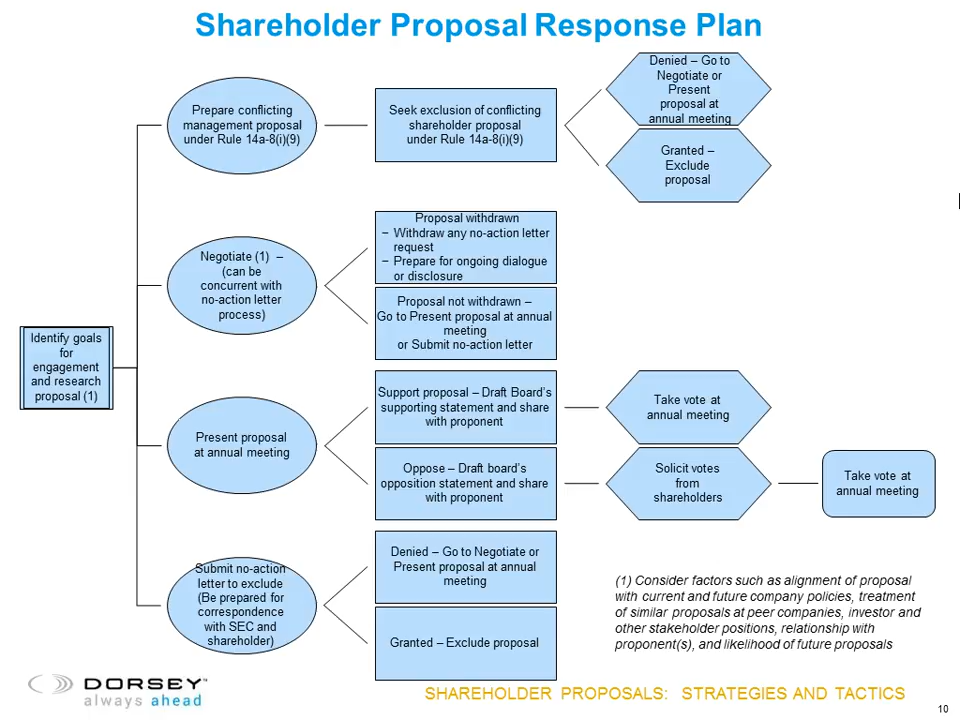 Shareholder Proposal Response Plan
Identify goals
for
engagement
and research
proposal (1)
Prepare conflicting
management proposal
under Rule 14a-8(i)(9)
Seek exclusion of conflicting
shareholder proposal
under Rule 14a-8(i)(9)
Denied – Go to
Negotiate or
Present
proposal at
annual meeting
Granted –
Exclude
proposal
Negotiate (1) –
(can be
concurrent with
no-action letter
process)
Proposal withdrawn
− Withdraw any no-action letter
request
− Prepare for ongoing dialogue
or disclosure
Proposal not withdrawn –
Go to Present proposal at annual
meeting
or Submit no-action letter
Present proposal
at annual meeting
Support proposal – Draft Board’s
supporting statement and share
with proponent
Take vote at
annual meeting
Oppose – Draft board’s
opposition statement and share
with proponent
Solicit votes
from
shareholders
Take vote at
annual meeting
Submit no-action
letter to exclude
(Be prepared for
correspondence
with SEC and
shareholder)
Denied – Go to Negotiate or
Present proposal at annual
meeting
Granted – Exclude proposal
(1) Consider factors such as alignment of proposal
with current and future company policies, treatment
of similar proposals at peer companies, investor and
other stakeholder positions, relationship with
proponent(s), and likelihood of future proposals
DORSEY™
always ahead
SHAREHOLDER PROPOSALS: STRATEGIES AND TACTICS
10